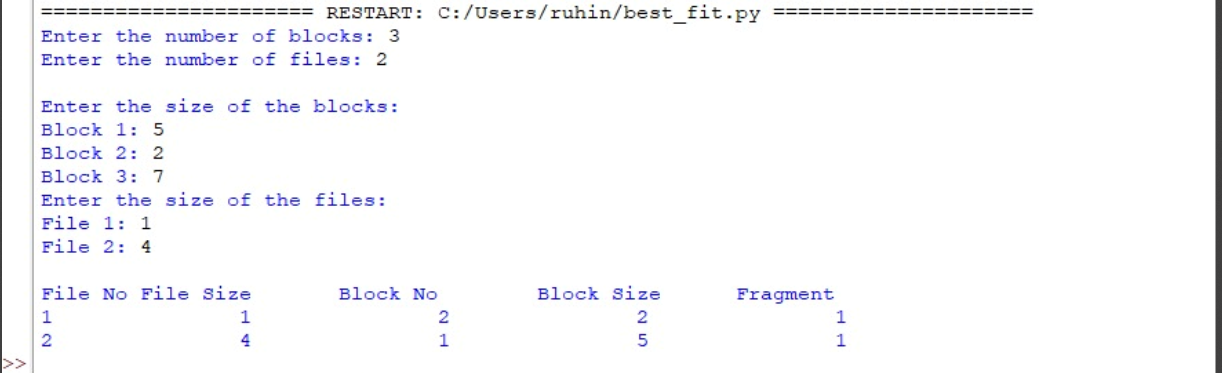 ====================== RESTART: C:/Users/ruhin/best_fit.py =====================
Enter the number of blocks: 3
Enter the number of files: 2
Enter the size of the blocks:
Block 1: 5
Block 2: 2
Block 3: 7
Enter the size of the files:
File 1: 1
File 2: 4
File No File Size Block No Block Size Fragment
1 1 2 2 1
2 4 1 5 1
>>